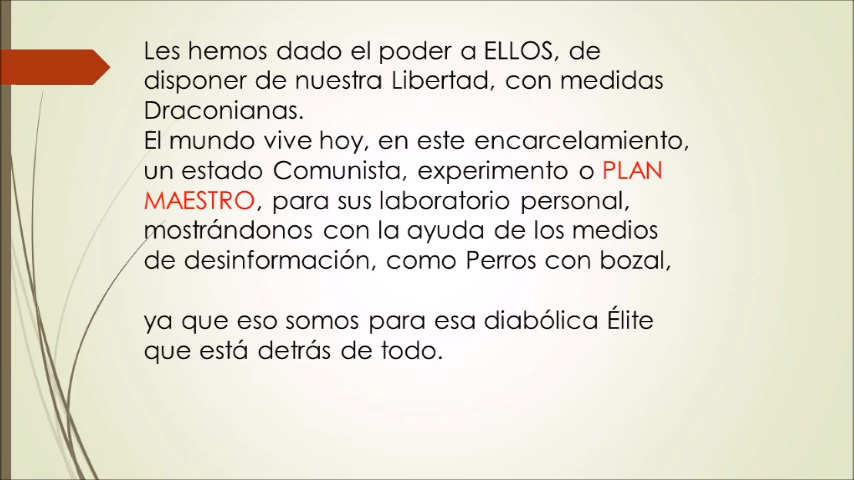 Les hemos dado el poder a ELLOS, de
disponer de nuestra Libertad, con medidas
Draconianas.
El mundo vive hoy, en este encarcelamiento,
un estado Comunista, experimento o PLAN
MAESTRO, para sus laboratorio personal,
mostrándonos con la ayuda de los medios
de desinformación, como Perros con bozal,
ya que eso somos para esa diabólica Élite
que está detrás de todo.